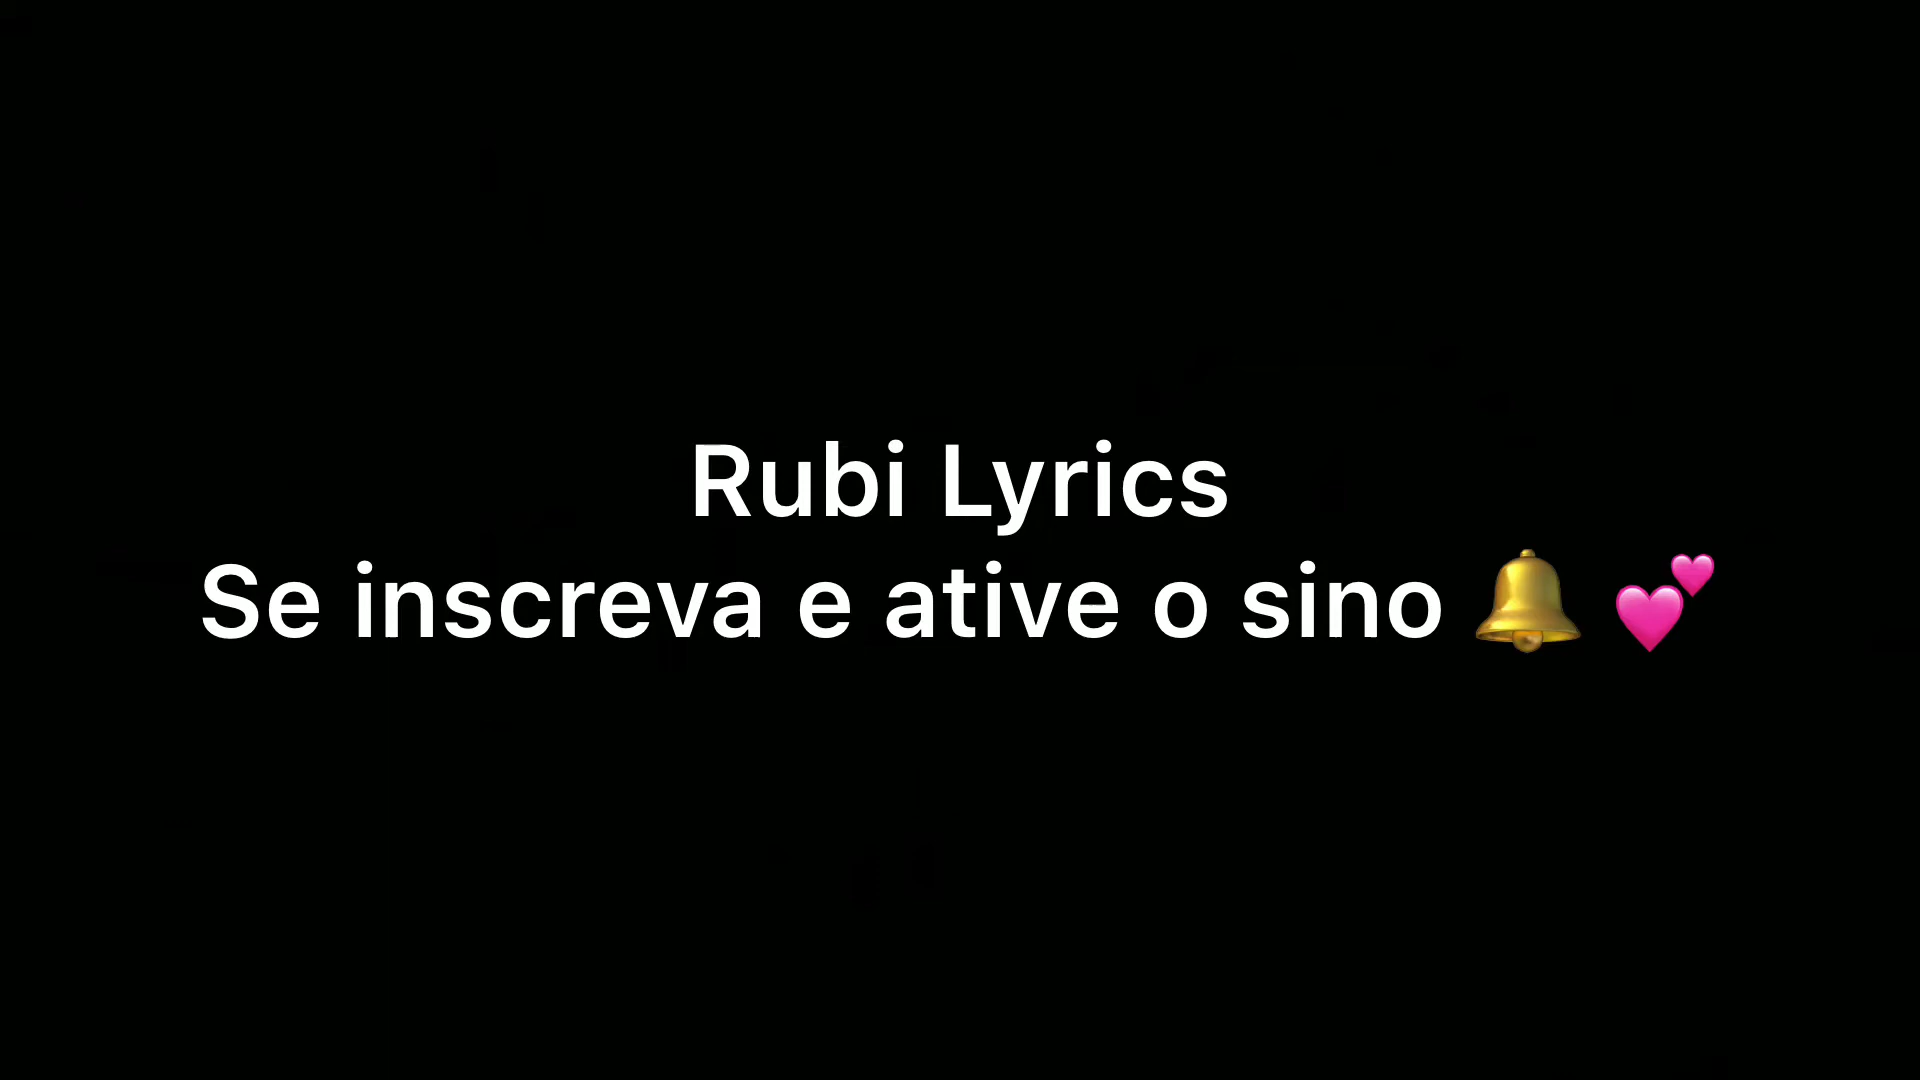 Rubi Lyrics
Se inscreva e ative o sino 🔔 💕